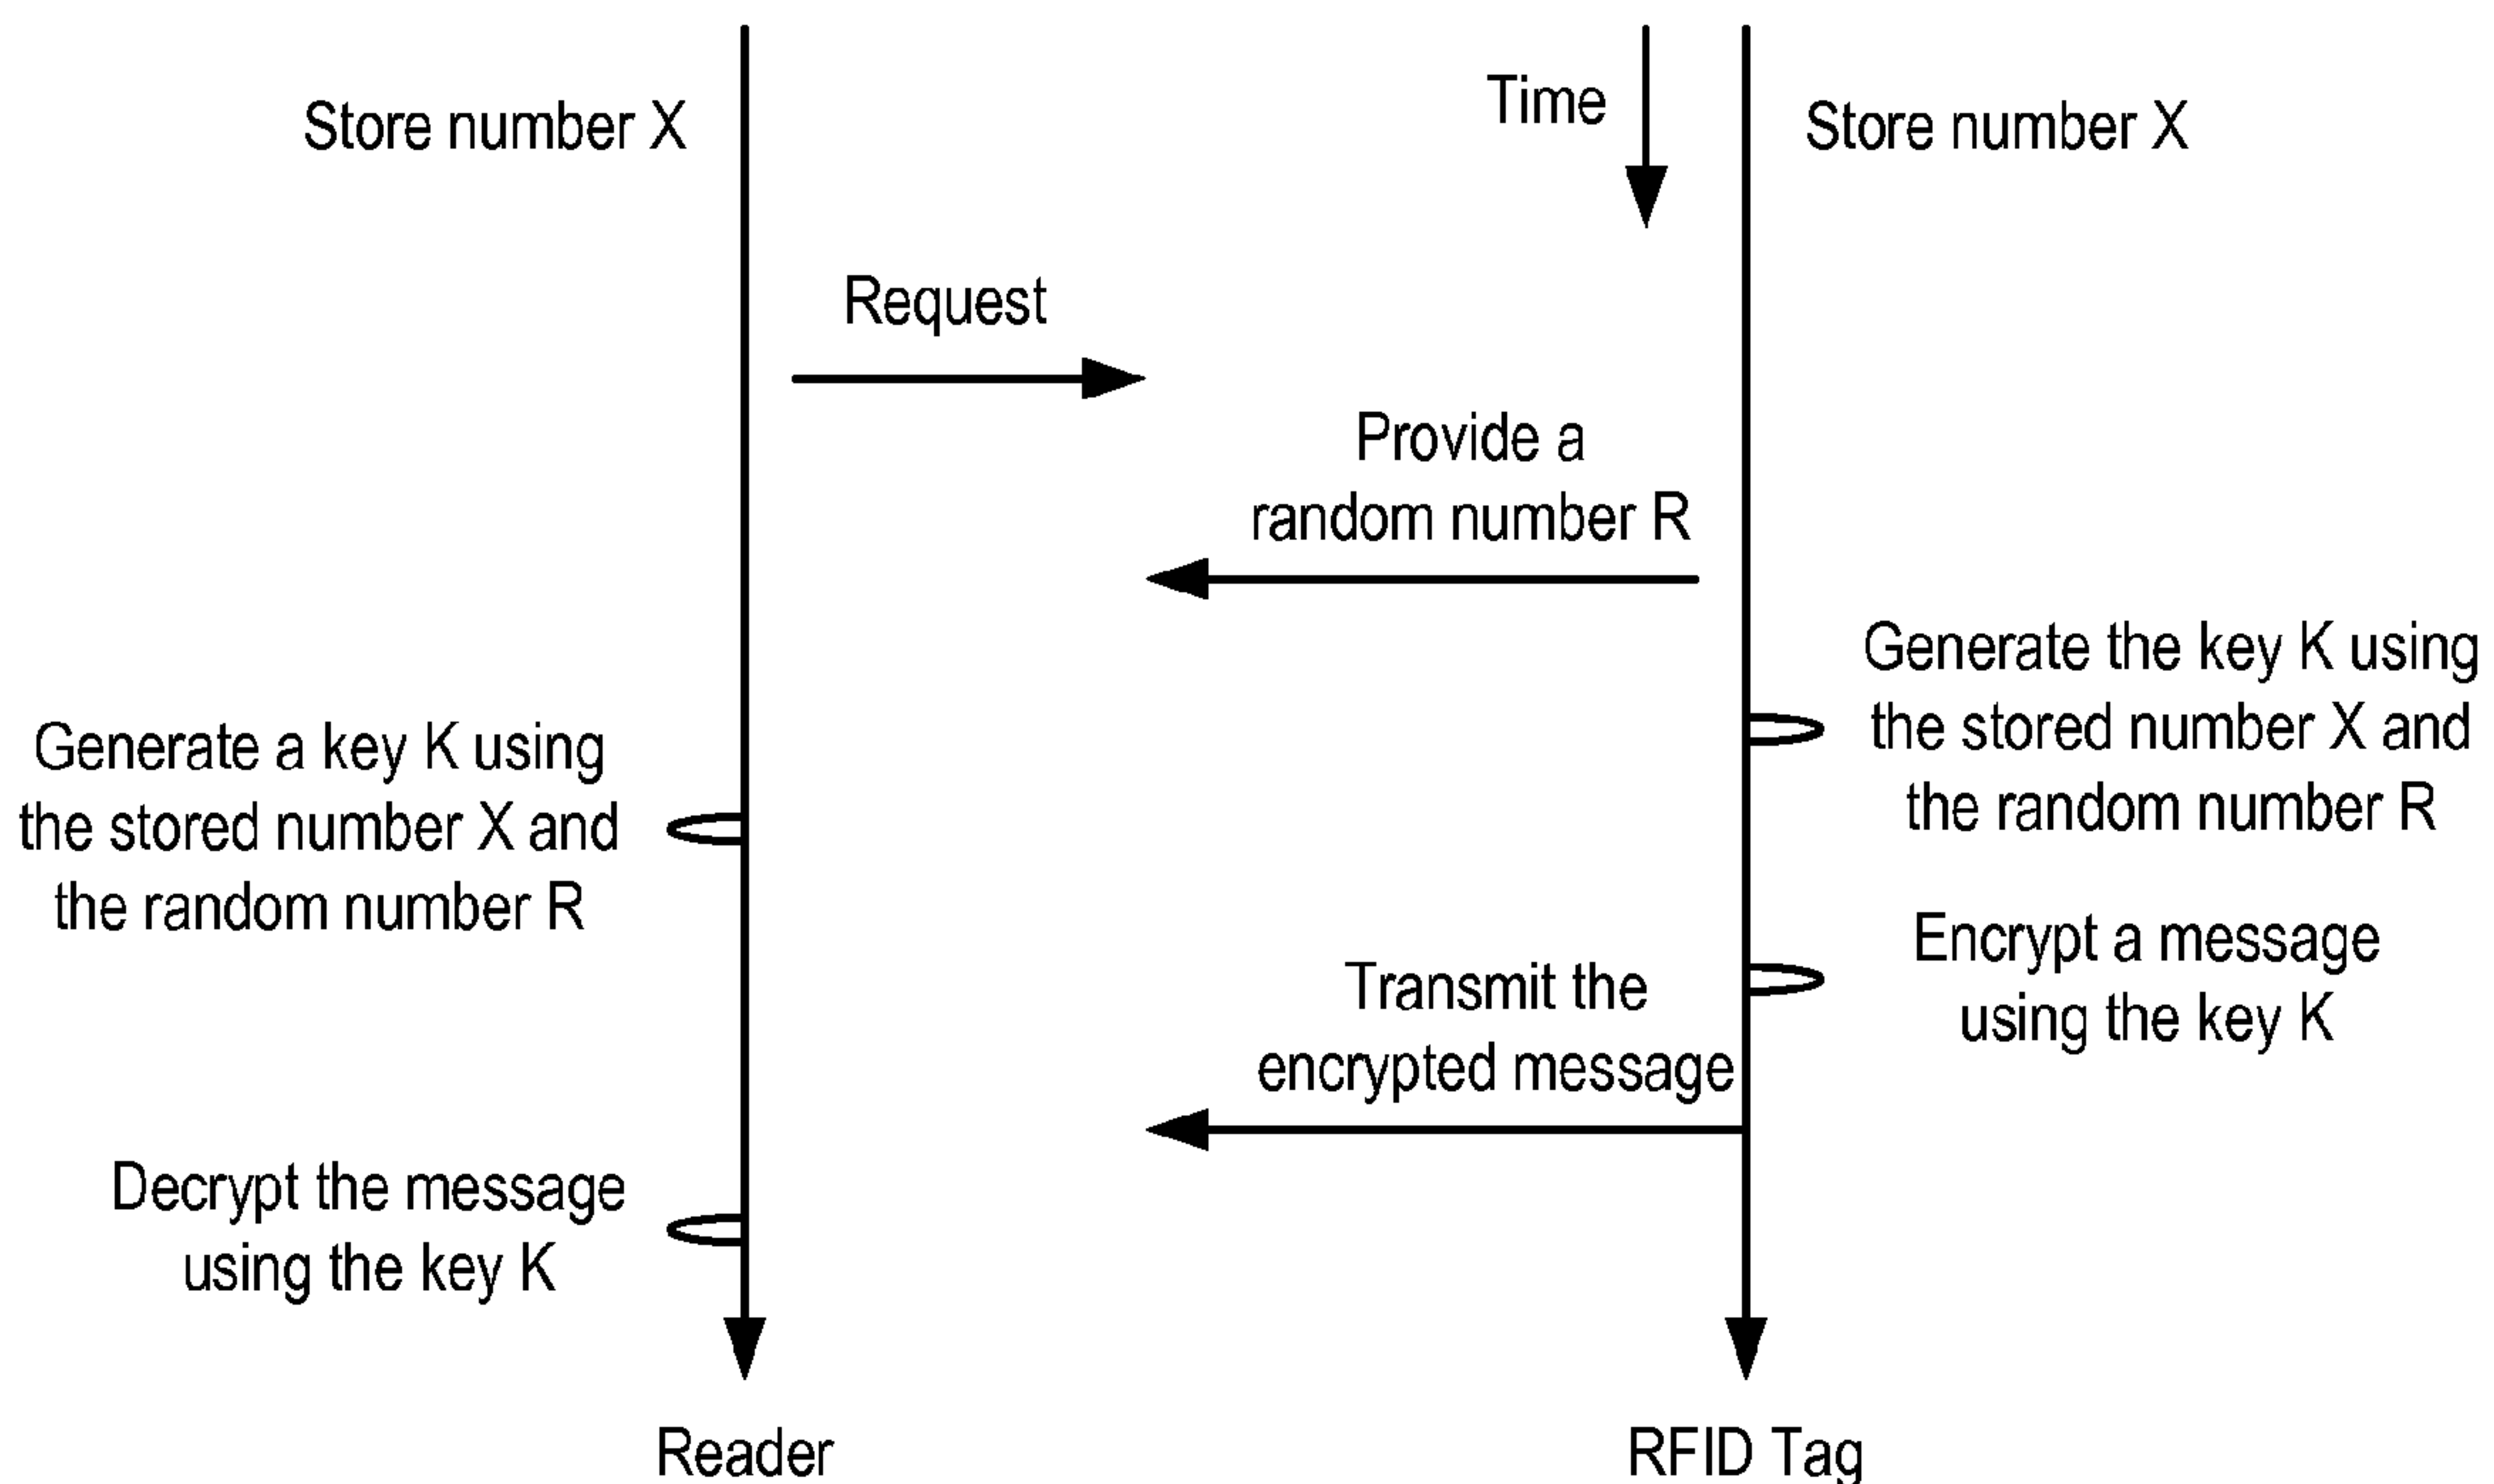 Store number X
Time
Store number X
Request
Provide a
random number R
Generate the key K using
the stored number X and
the random number R
Generate a key K using
the stored number X and
the random number R
Encrypt a message
using the key K
Transmit the
encrypted message
Decrypt the message
using the key K
Reader
RFID Tag